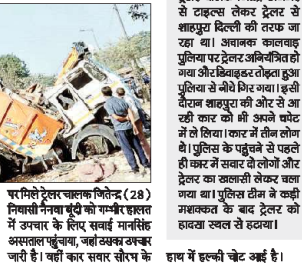 से टाइल्स लेकर ट्रेलर से
शाहपुरा दिल्ली की तरफ जा
रहा था। अचानक कालवाड़
पुलिया पर ट्रेलर अनियंत्रित हो
गया और डिवाइडर तोड़ता हुआ
पुलिया से नीचे गिर गया। इसी
दौरान शाहपुरा की ओर से आ
रही कार को भी अपने चपेट
में ले लिया। कार में तीन लोग
थे। पुलिस के पहुंचने से पहले
ही कार में सवार दो लोगों और
ट्रेलर का खलासी लेकर चला
गया था। पुलिस टीम ने कड़ी
मशक्कत के बाद ट्रेलर को
हादसा स्थल से हटाया।
पर मिले ट्रेलर चालक जितेन्द्र (28)
निवासी नैनवा बूंदी को गम्भीर हालत
में उपचार के लिए सवाई मानसिंह
अस्पताल पहुंचाया, जहां उसका उपचार
जारी है। वहीं कार सवार सौरभ के
हाथ में हल्की चोट आई है।